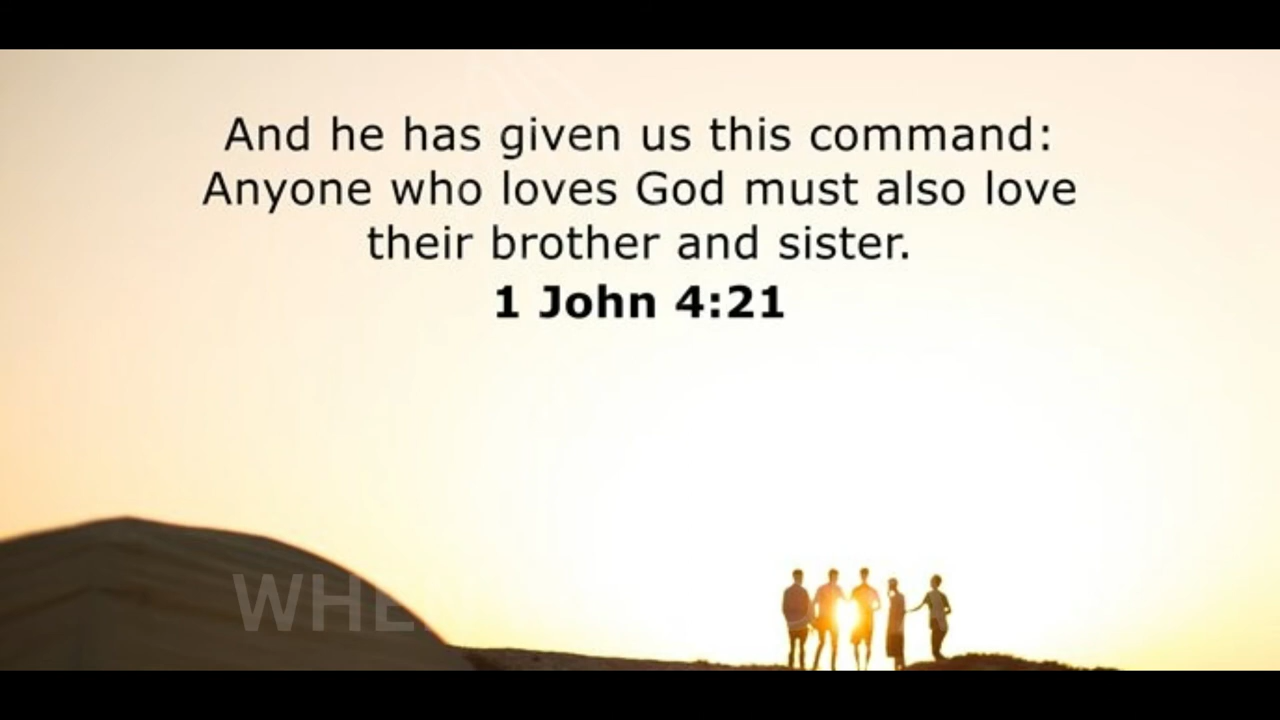 And he has given us this command:
Anyone who loves God must also love
their brother and sister.
1 John 4:21
WHE